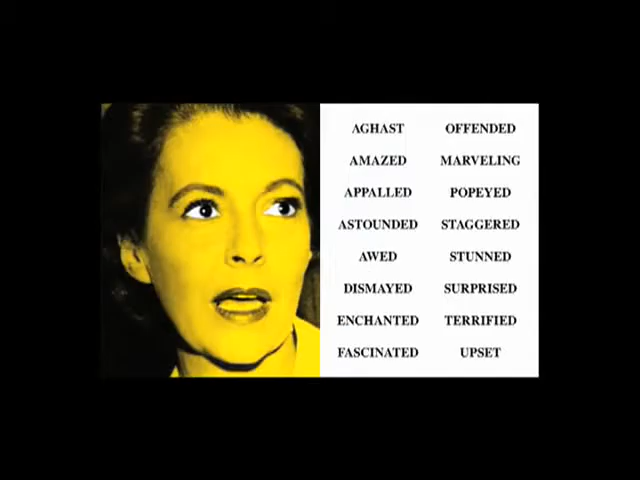 AGHAST OFFENDED
AMAZED MARVELING
APPALLED POPEYED
ASTOUNDED STAGGERED
AWED STUNNED
DISMAYED SURPRISED
ENCHANTED TERRIFIED
FASCINATED UPSET